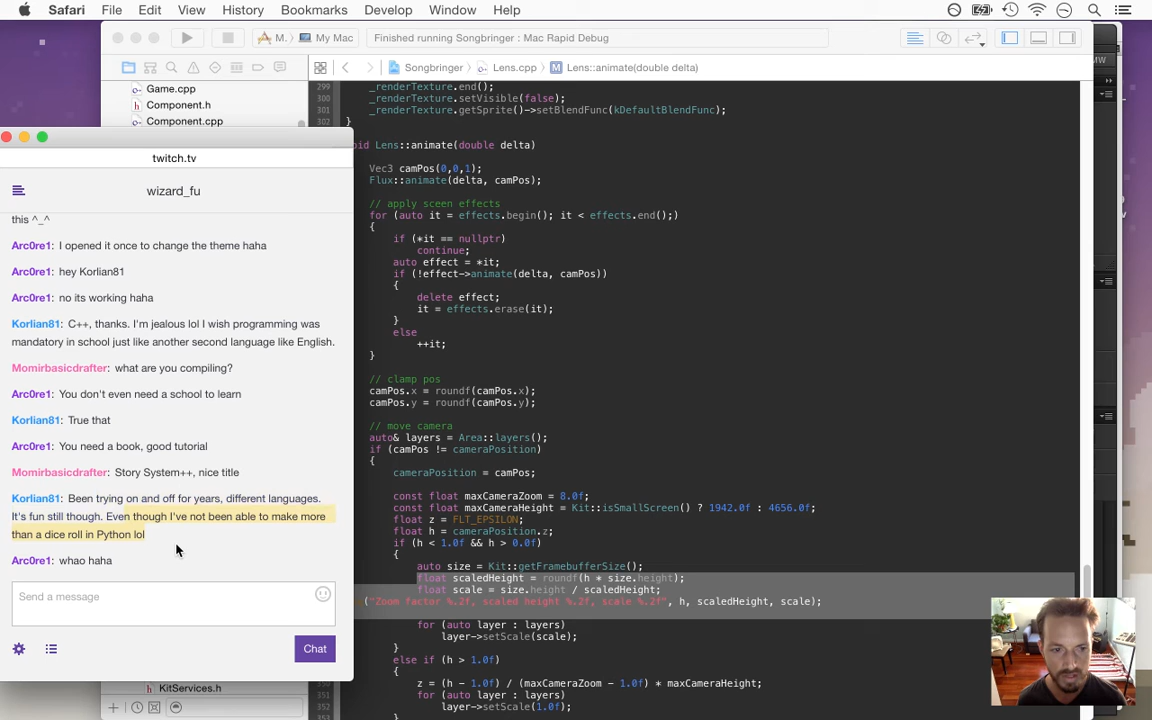 Safari File Edit View History Bookmarks Develop Window Help
M. My Mac Finished running Songbringer : Mac Rapid Debug
Songbringer Lens.cpp M Lens::animate(double delta)
Game.cpp
Component.h
Component.cpp
twitch.tv
wizard_fu
this ^_^
Arc0re1: I opened it once to change the theme haha
Arc0re1: hey Korlian81
Arc0re1: no its working haha
Korlian81: C++, thanks. I'm jealous lol I wish programming was
mandatory in school just like another second language like English.
Momirbasicdrafter: what are you compiling?
Arc0re1: You don't even need a school to learn
Korlian81: True that
Arc0re1: You need a book, good tutorial
Momirbasicdrafter: Story System++, nice title
Korlian81: Been trying on and off for years, different languages.
It's fun still though. Even though I've not been able to make more
than a dice roll in Python lol
Arc0re1: whao haha
Send a message
Chat
KitServices.h
299 _renderTexture.end();
300 _renderTexture.setVisible(false);
301 _renderTexture.getSprite()->setBlendFunc(kDefaultBlendFunc);
302 }
oid Lens::animate(double delta)
Vec3 camPos(0,0,1);
Flux::animate(delta, camPos);
// apply sceen effects
for (auto it = effects.begin(); it < effects.end();)
{
if (*it == nullptr)
continue;
auto effect = *it;
if (!effect->animate(delta, camPos))
{
delete effect;
it = effects.erase(it);
}
else
++it;
}
// clamp pos
camPos.x = roundf(camPos.x);
camPos.y = roundf(camPos.y);
// move camera
auto& layers = Area::layers();
if (camPos != cameraPosition)
{
cameraPosition = camPos;
const float maxCameraZoom = 8.0f;
const float maxCameraHeight = Kit::isSmallScreen() ? 1942.0f : 4656.0f;
float z = FLT_EPSILON;
float h = cameraPosition.z;
if (h < 1.0f && h > 0.0f)
{
auto size = Kit::getFramebufferSize();
float scaledHeight = roundf(h * size.height);
float scale = size.height / scaledHeight;
("Zoom factor %.2f, scaled height %.2f, scale %.2f", h, scaledHeight, scale);
for (auto layer : layers)
layer->setScale(scale);
}
else if (h > 1.0f)
{
z = (h - 1.0f) / (maxCameraZoom - 1.0f) * maxCameraHeight;
for (auto layer : layers)
352 layer->setScale(1.0f);
353 }